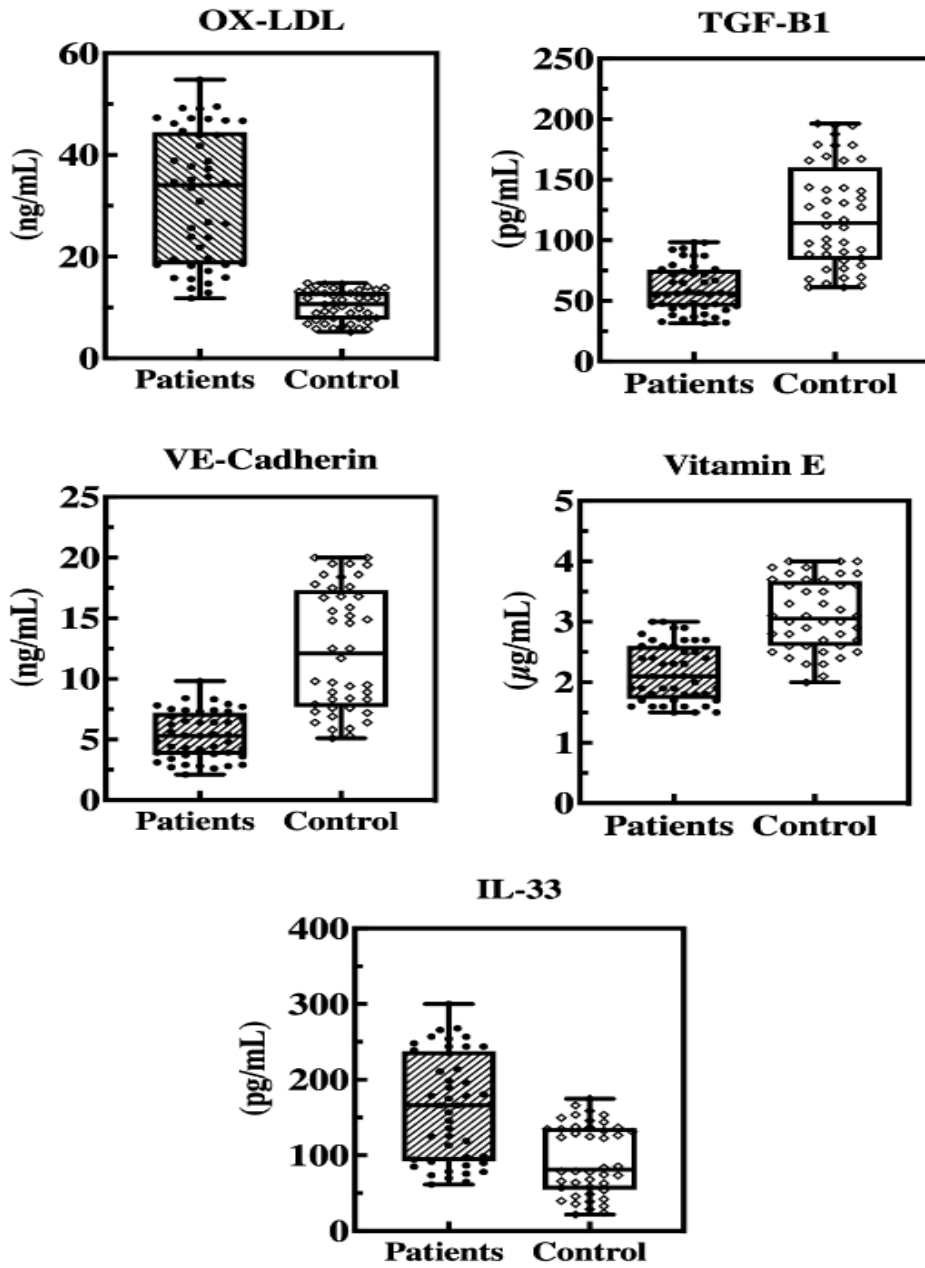 OX-LDL
60
40
20
0
(ng/mL)
Patients Control
TGF-B1
250
200
150
100
50
0
(pg/mL)
Patients Control
VE-Cadherin
25
20
15
10
5
0
(ng/mL)
Patients Control
Vitamin E
5
4
3
2
1
0
(µg/mL)
Patients Control
IL-33
400
300
200
100
0
(pg/mL)
Patients Control